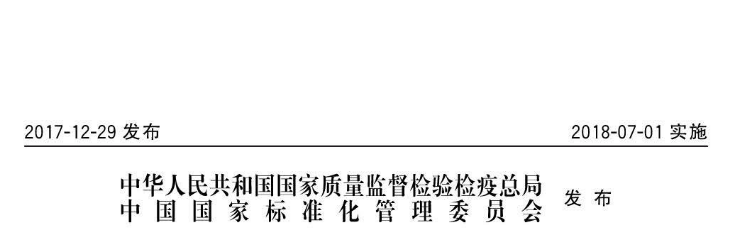 2017-12-29 发布
2018-07-01 实施
中华人民共和国国家质量监督检验检疫总局
中国国家标准化管理委员会
发布